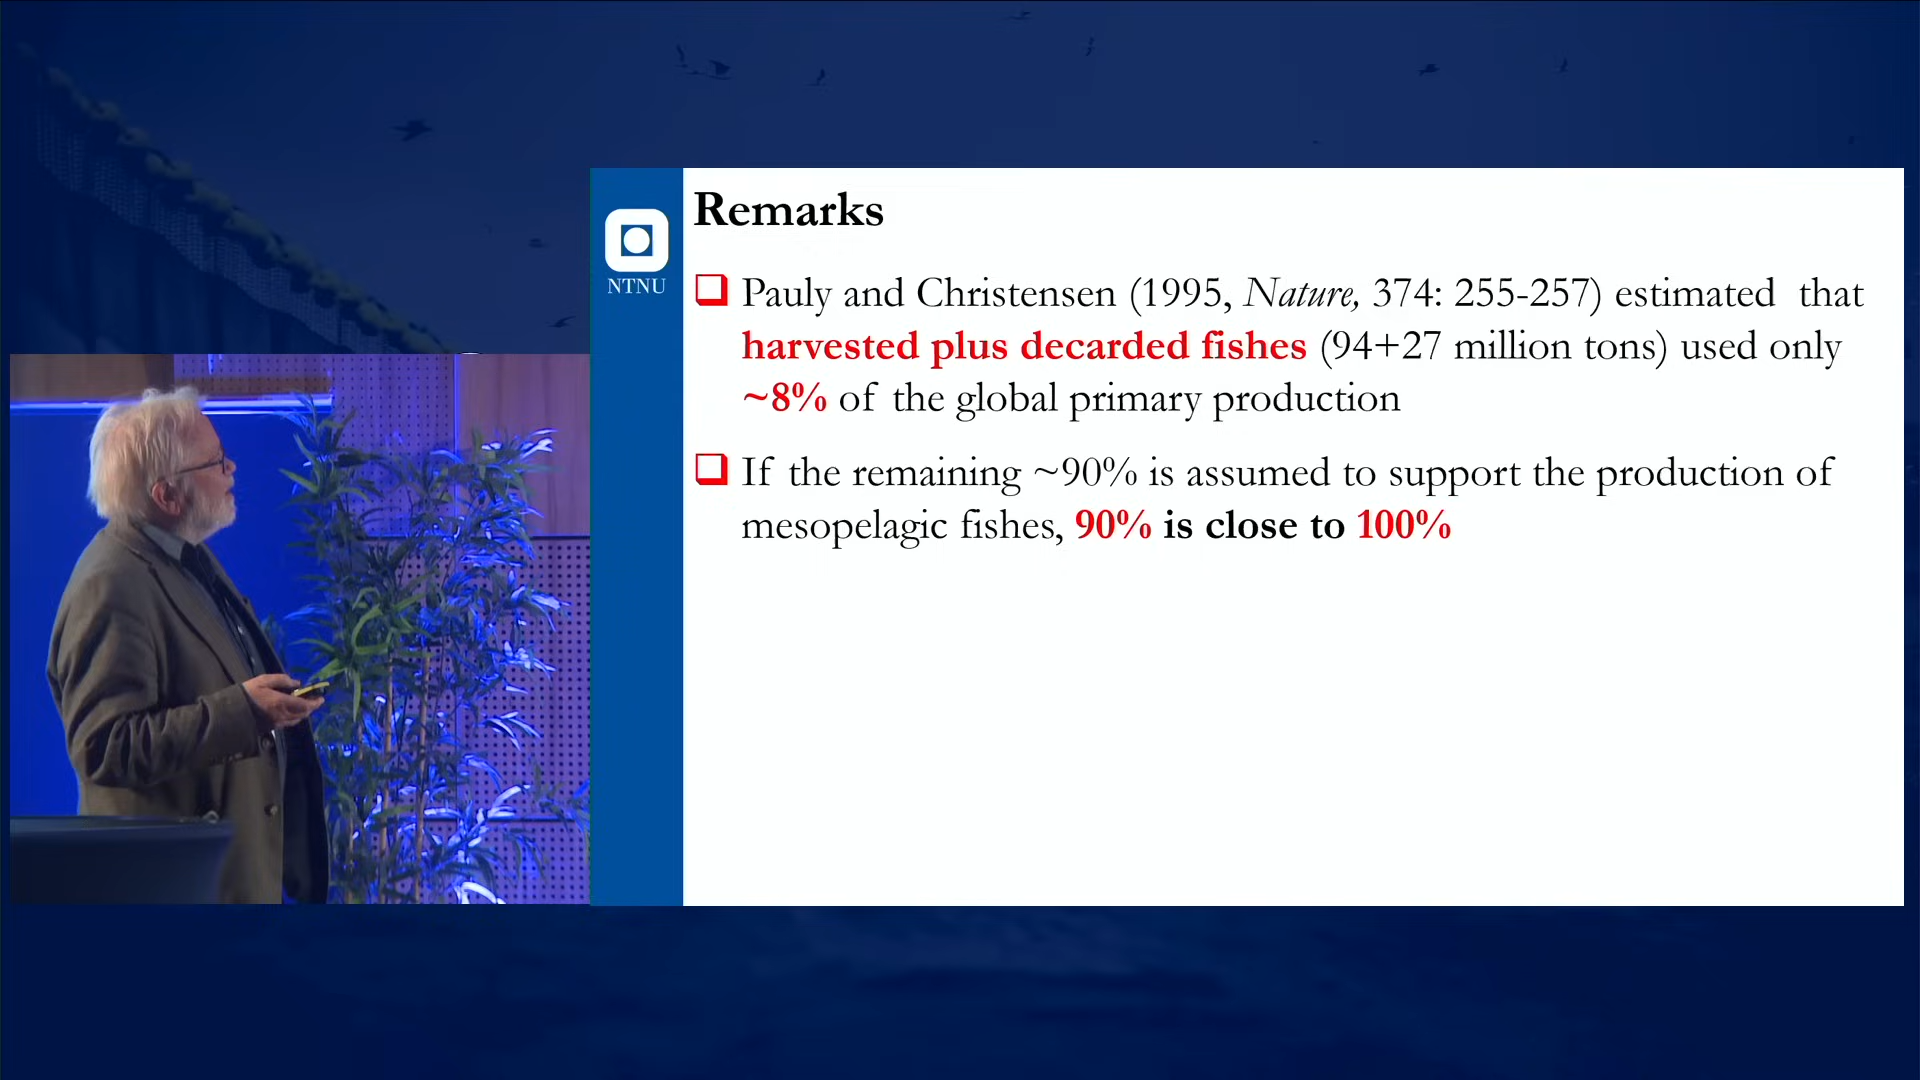 Remarks
NTNU
Pauly and Christensen (1995, Nature, 374: 255-257) estimated that
harvested plus decarded fishes (94+27 million tons) used only
~8% of the global primary production
If the remaining ~90% is assumed to support the production of
mesopelagic fishes, 90% is close to 100%